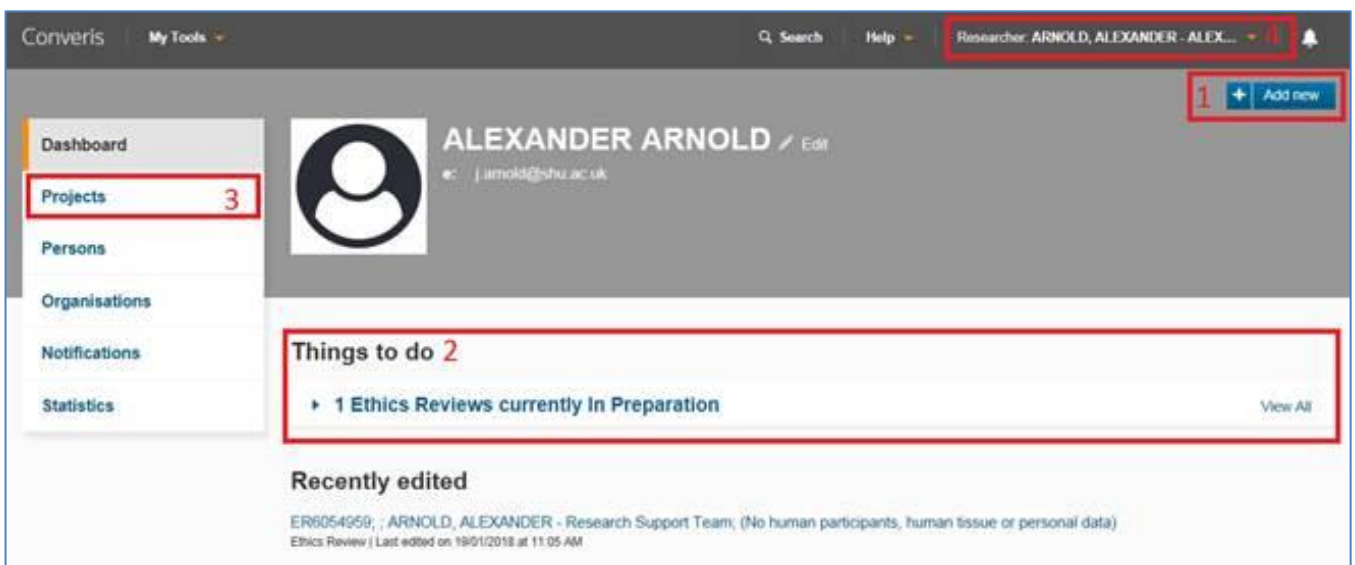 Converis My Tools Search Help Researcher: ARNOLD, ALEXANDER - ALEX... 4
1 + Add new
ALEXANDER ARNOLD Edit
e: j.arnold@shu.ac.uk
Dashboard
Projects 3
Persons
Organisations
Notifications
Statistics
Things to do 2
1 Ethics Reviews currently In Preparation View All
Recently edited
ER6054959; ; ARNOLD, ALEXANDER - Research Support Team; (No human participants, human tissue or personal data)
Ethics Review | Last edited on 19/01/2018 at 11:05 AM